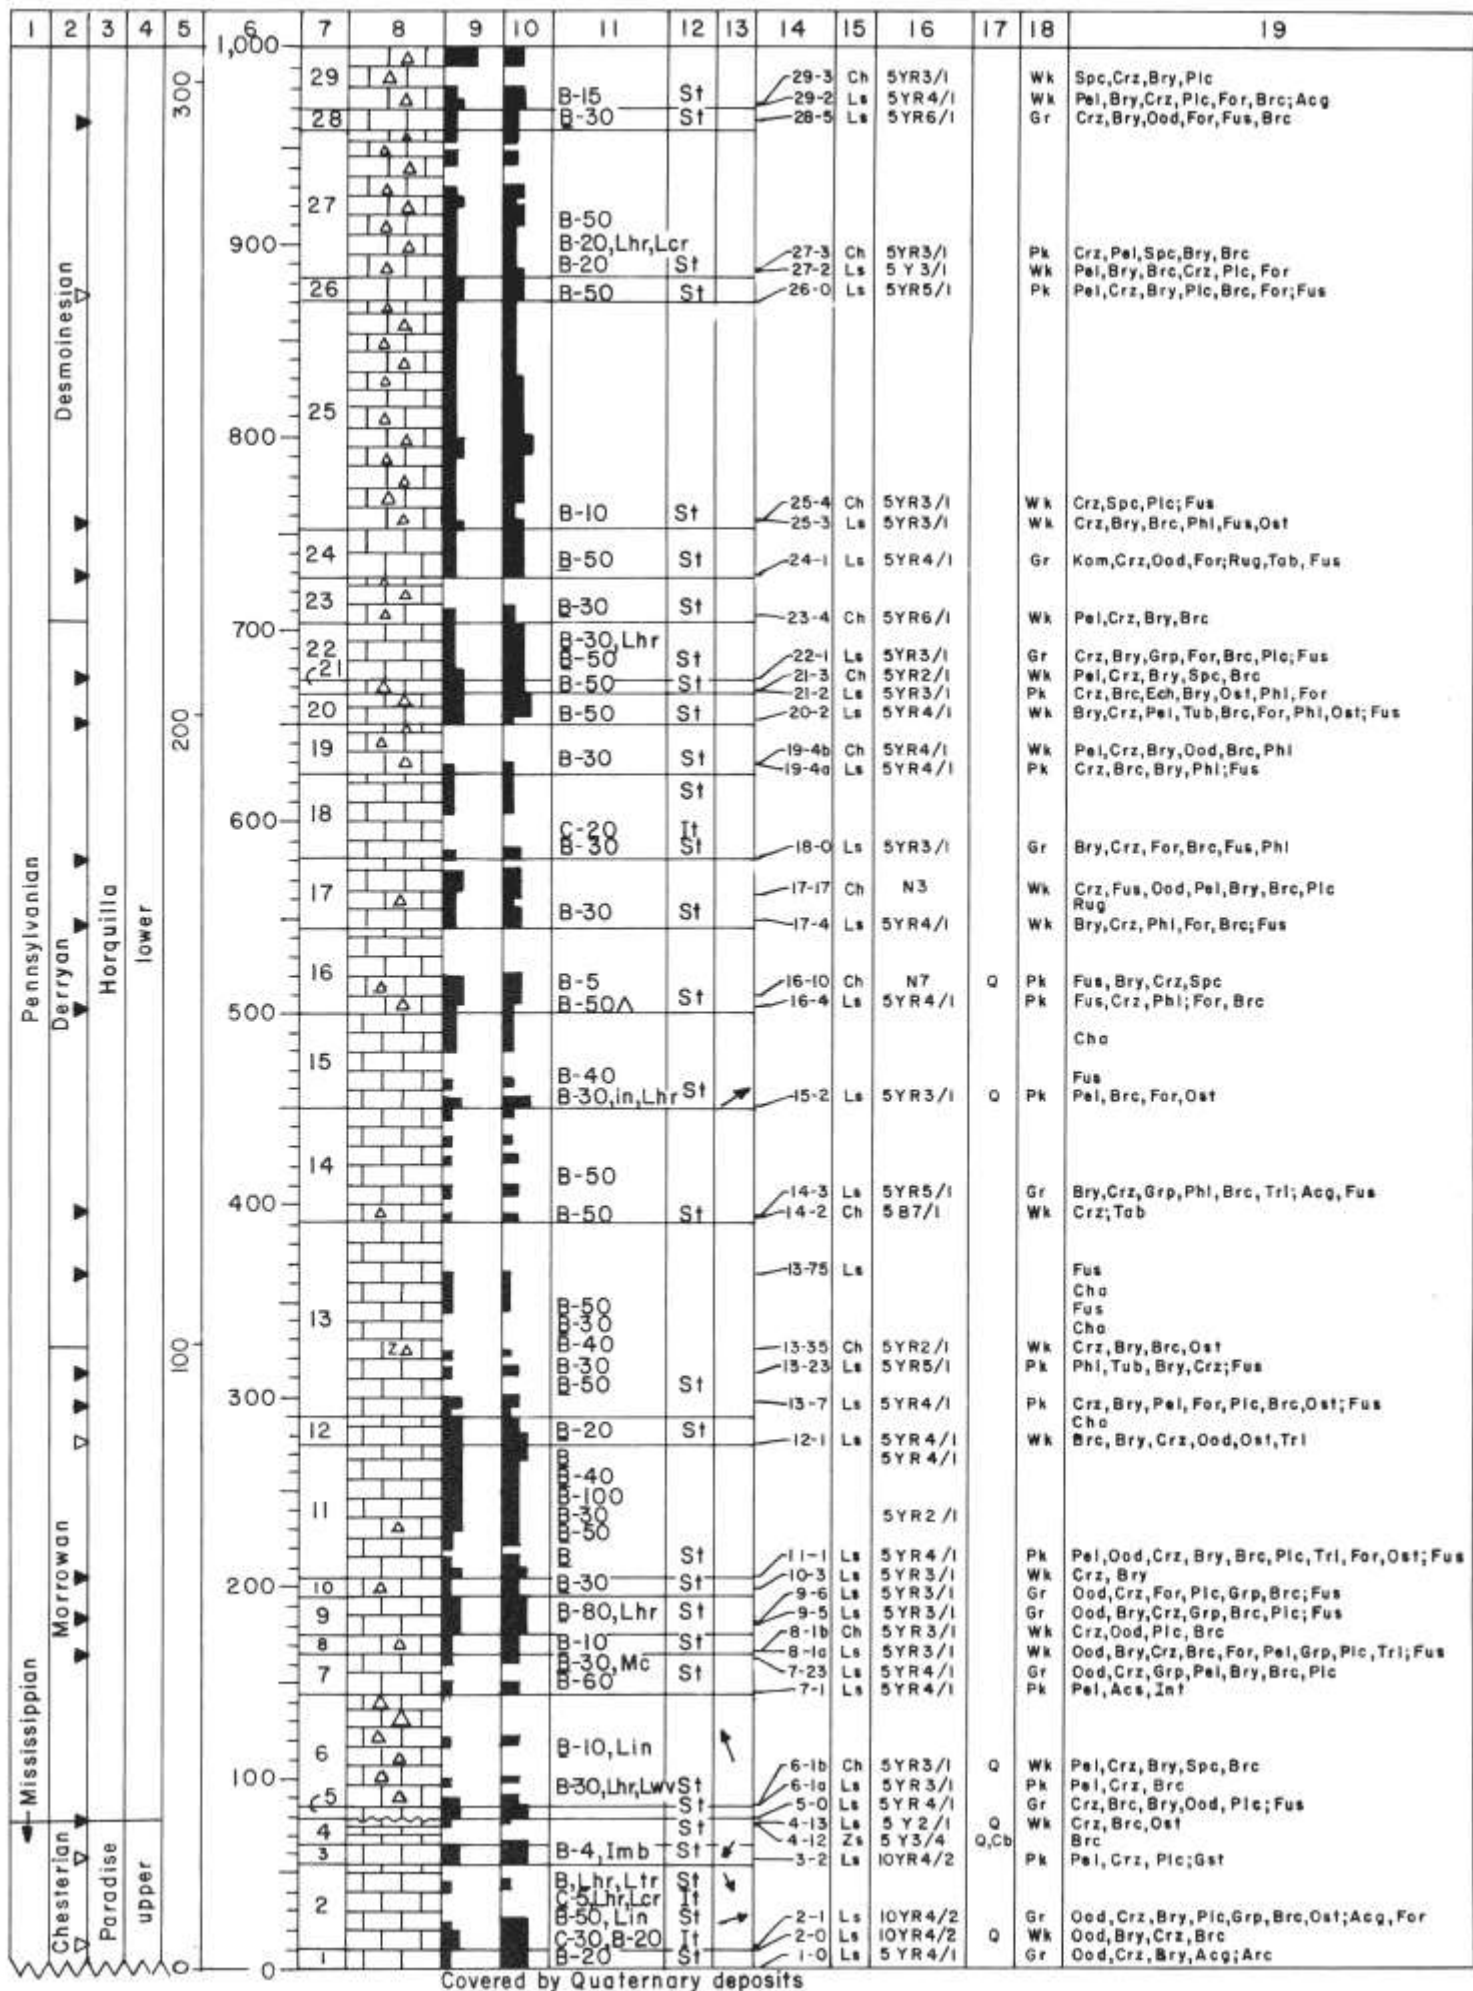 1 2 3 4 5 6 7 8 9 10 11 12 13 14 15 16 17 18 19
1,000
300
29 29-3 Ch 5YR3/1 Wk Spc,Crz,Bry,Plc
B-15 St 29-2 Ls 5YR4/1 Wk Pel,Bry,Crz,Plc,For,Brc;Acg
28 B-30 St 28-5 Ls 5YR6/1 Gr Crz,Bry,Ood,For,Fus,Brc
27 B-50
900 B-20,Lhr,Lcr 27-3 Ch 5YR3/1 Pk Crz,Pel,Spc,Bry,Brc
B-20 St 27-2 Ls 5Y3/1 Wk Pel,Bry,Brc,Crz,Plc,For
26 B-50 St 26-0 Ls 5YR5/1 Pk Pel,Crz,Bry,Plc,Brc,For;Fus
Desmoinesian
25
800
25-4 Ch 5YR3/1 Wk Crz,Spc,Plc;Fus
B-10 St 25-3 Ls 5YR3/1 Wk Crz,Bry,Brc,Phl,Fus,Ost
24 B-50 St 24-1 Ls 5YR4/1 Gr Kom,Crz,Ood,For;Rug,Tab,Fus
23 B-30 St 23-4 Ch 5YR6/1 Wk Pel,Crz,Bry,Brc
700
22 B-30,Lhr
B-50 St 22-1 Ls 5YR3/1 Gr Crz,Bry,Grp,For,Brc,Plc;Fus
(21 B-50 St 21-3 Ch 5YR2/1 Wk Pel,Crz,Bry,Spc,Brc
21-2 Ls 5YR3/1 Pk Crz,Brc,Ech,Bry,Ost,Phl,For
200 20 B-50 St 20-2 Ls 5YR4/1 Wk Bry,Crz,Pel,Tub,Brc,For,Phl,Ost;Fus
19 B-30 St 19-4b Ch 5YR4/1 Wk Pel,Crz,Bry,Ood,Brc,Phl
19-4a Ls 5YR4/1 Pk Crz,Brc,Bry,Phl;Fus
St
600 18 C-20 It
B-30 St 18-0 Ls 5YR3/1 Gr Bry,Crz,For,Brc,Fus,Phl
17 17-17 Ch N3 Wk Crz,Fus,Ood,Pel,Bry,Brc,Plc
Rug
B-30 St 17-4 Ls 5YR4/1 Wk Bry,Crz,Phl,For,Brc;Fus
Pennsylvanian Derryan Horquilla lower
16 B-5 16-10 Ch N7 Q Pk Fus,Bry,Crz,Spc
B-50Λ St 16-4 Ls 5YR4/1 Pk Fus,Crz,Phl;For,Brc
500
Cha
15 B-40 Fus
B-30,in,Lhr St 15-2 Ls 5YR3/1 Q Pk Pel,Brc,For,Ost
14 B-50
14-3 Ls 5YR5/1 Gr Bry,Crz,Grp,Phl,Brc,Trl;Acg,Fus
400 B-50 St 14-2 Ch 5B7/1 Wk Crz;Tab
13-75 Ls Fus
Cha
13 B-50 Fus
B-30 Cha
100 Z B-40 13-35 Ch 5YR2/1 Wk Crz,Bry,Brc,Ost
B-30 13-23 Ls 5YR5/1 Pk Phl,Tub,Bry,Crz;Fus
B-50 St
300 13-7 Ls 5YR4/1 Pk Crz,Bry,Pel,For,Plc,Brc,Ost;Fus
Cha
12 B-20 St 12-1 Ls 5YR4/1 Wk Brc,Bry,Crz,Ood,Ost,Trl
B 5YR4/1
B-40
11 B-100
B-30 5YR2/1
B-50
Morrowan
B St 11-1 Ls 5YR4/1 Pk Pel,Ood,Crz,Bry,Brc,Plc,Trl,For,Ost;Fus
200 10 B-30 St 10-3 Ls 5YR3/1 Wk Crz,Bry
9-6 Ls 5YR3/1 Gr Ood,Crz,For,Plc,Grp,Brc;Fus
9 B-80,Lhr St 9-5 Ls 5YR3/1 Gr Ood,Bry,Crz,Grp,Brc,Plc;Fus
8 B-10 St 8-1b Ch 5YR3/1 Wk Crz,Ood,Plc,Brc
B-30,Mc 8-1a Ls 5YR3/1 Wk Ood,Bry,Crz,Brc,For,Pel,Grp,Plc,Trl;Fus
7 B-60 St 7-23 Ls 5YR4/1 Gr Ood,Crz,Grp,Pel,Bry,Brc,Plc
7-1 Ls 5YR4/1 Pk Pel,Acs,Int
Mississippian
6 B-10,Lin
100 6-1b Ch 5YR3/1 Q Wk Pel,Crz,Bry,Spc,Brc
B-30,Lhr,Lwv St 6-1a Ls 5YR3/1 Pk Pel,Crz,Brc
(5 St 5-0 Ls 5YR4/1 Gr Crz,Brc,Bry,Ood,Plc;Fus
4 St 4-13 Ls 5Y2/1 Q Wk Crz,Brc,Ost
4-12 Zs 5Y3/4 Q,Cb Brc
3 B-4,Imb St 3-2 Ls 10YR4/2 Pk Pel,Crz,Plc;Gst
Chesterian Paradise upper
B,Lhr,Ltr St
2 C-5,Lhr,Lcr It
B-50,Lin St 2-1 Ls 10YR4/2 Gr Ood,Crz,Bry,Plc,Grp,Brc,Ost;Acg,For
C-30,B-20 It 2-0 Ls 10YR4/2 Q Wk Ood,Bry,Crz,Brc
0 0 1 B-20 St 1-0 Ls 5YR4/1 Gr Ood,Crz,Bry,Acg;Arc
Covered by Quaternary deposits